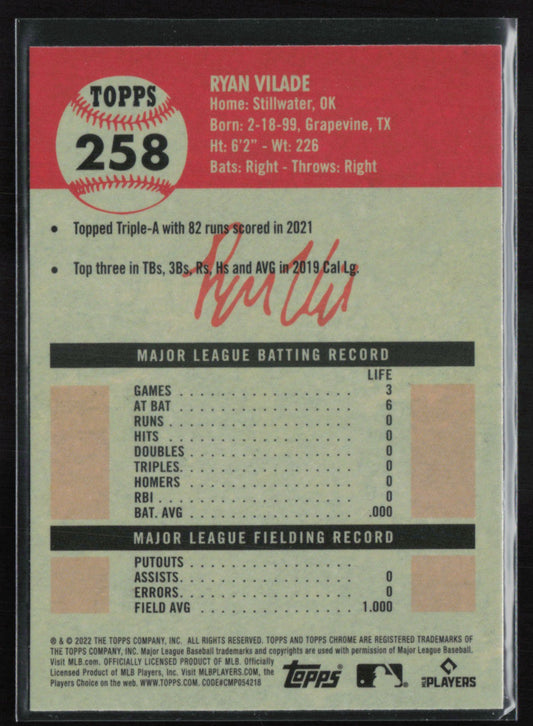 TOPPS
258
RYAN VILADE
Home: Stillwater, OK
Born: 2-18-99, Grapevine, TX
Ht: 6'2" - Wt: 226
Bats: Right - Throws: Right
• Topped Triple-A with 82 runs scored in 2021
• Top three in TBs, 3Bs, Rs, Hs and AVG in 2019 Cal Lg.
MAJOR LEAGUE BATTING RECORD
LIFE
GAMES . . . . . . . . . . . . . . . . . . 3
AT BAT . . . . . . . . . . . . . . . . . . 6
RUNS . . . . . . . . . . . . . . . . . . 0
HITS . . . . . . . . . . . . . . . . . . 0
DOUBLES . . . . . . . . . . . . . . . . . . 0
TRIPLES. . . . . . . . . . . . . . . . . . 0
HOMERS . . . . . . . . . . . . . . . . . . 0
RBI . . . . . . . . . . . . . . . . . . 0
BAT. AVG . . . . . . . . . . . . . . . . . . .000
MAJOR LEAGUE FIELDING RECORD
PUTOUTS . . . . . . . . . . . . . . . . . .
ASSISTS. . . . . . . . . . . . . . . . . . 0
ERRORS. . . . . . . . . . . . . . . . . . 0
FIELD AVG . . . . . . . . . . . . . . . . . . 1.000
® & © 2022 THE TOPPS COMPANY, INC. ALL RIGHTS RESERVED. TOPPS AND TOPPS CHROME ARE REGISTERED TRADEMARKS OF
THE TOPPS COMPANY, INC. Major League Baseball trademarks and copyrights are used with permission of Major League Baseball.
Visit MLB.com. OFFICIALLY LICENSED PRODUCT OF MLB. Officially
Licensed Product of MLB Players, Inc. Visit MLBPLAYERS.COM, the
Players Choice on the web. WWW.TOPPS.COM. CODE#CMP054218
topps
MLB PLAYERS